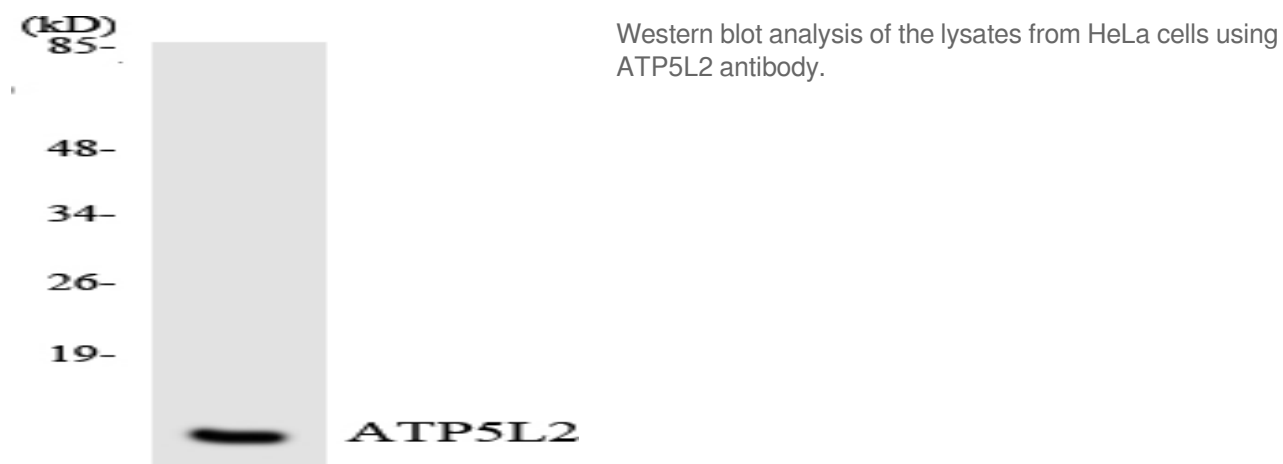 (kD)
85-
48-
34-
26-
19-
ATP5L2
Western blot analysis of the lysates from HeLa cells using
ATP5L2 antibody.